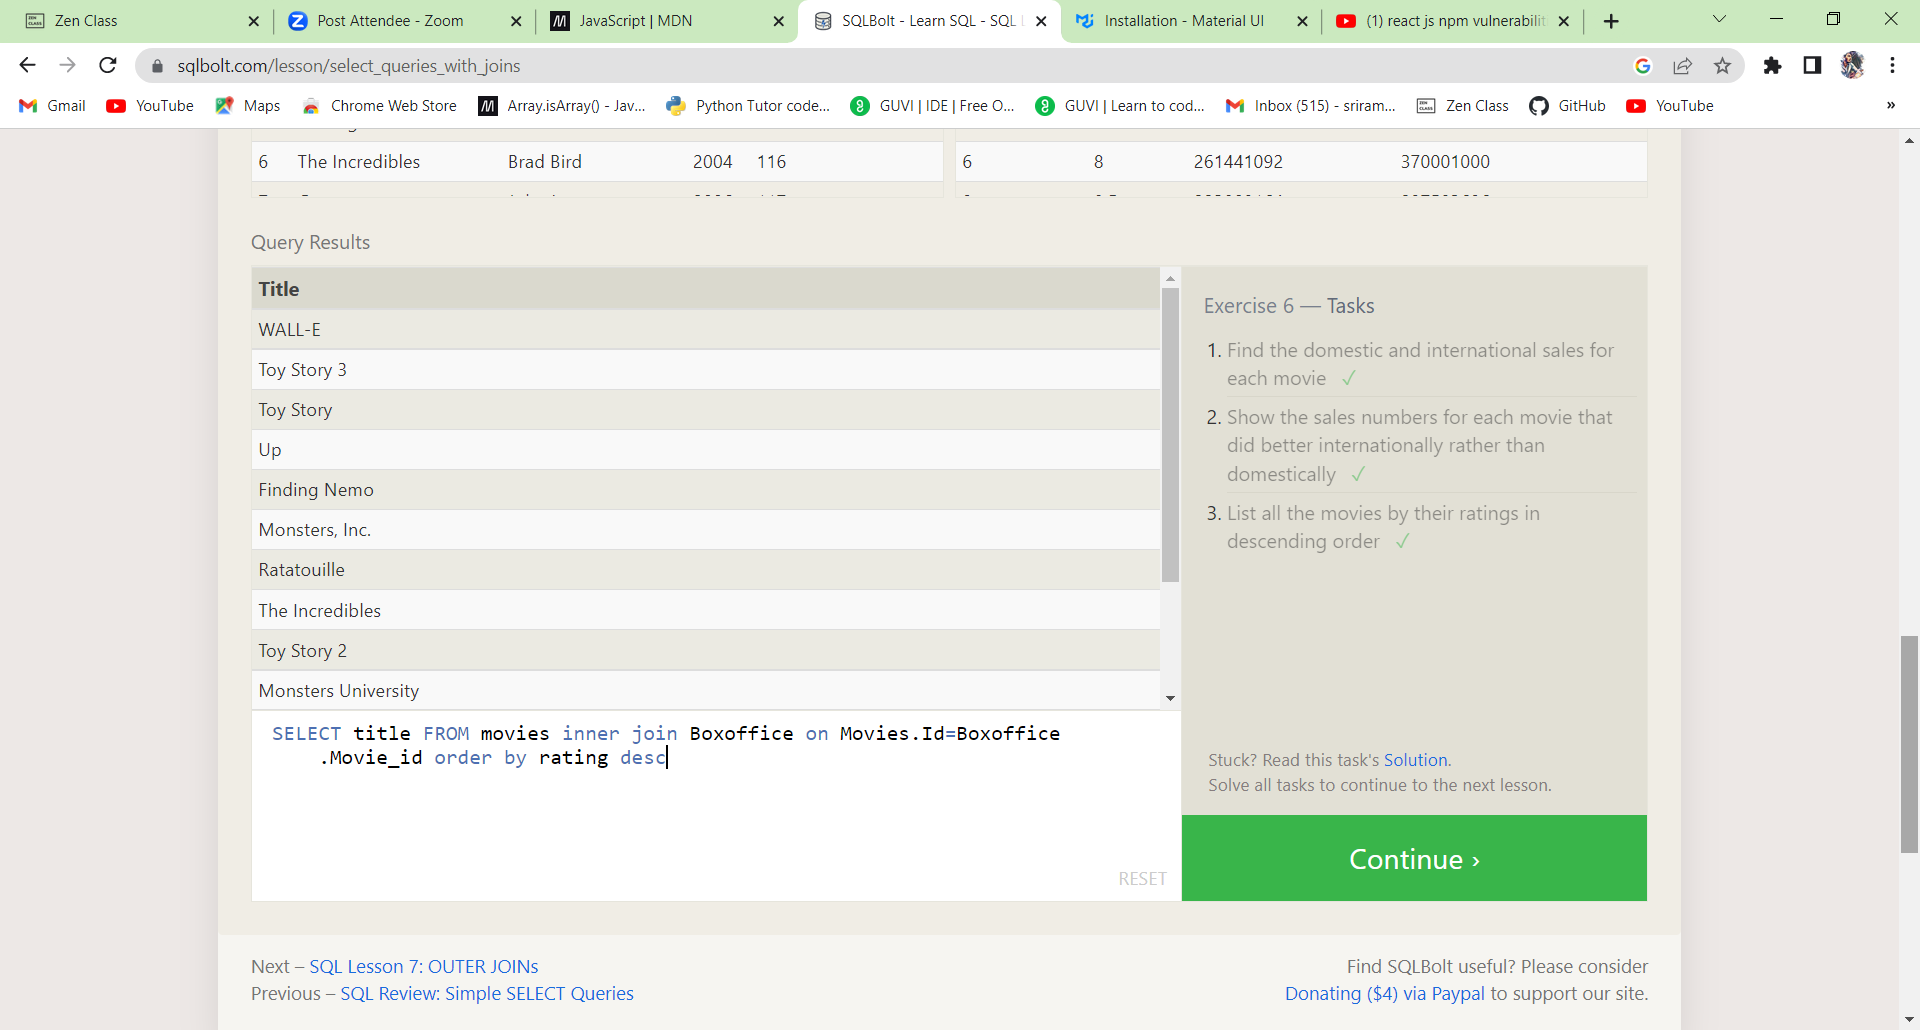 Zen Class
Post Attendee - Zoom
JavaScript | MDN
SQLBolt - Learn SQL - SQL
Installation - Material UI
(1) react js npm vulnerabilit
sqlbolt.com/lesson/select_queries_with_joins
Gmail YouTube Maps Chrome Web Store Array.isArray() - Jav... Python Tutor code... GUVI | IDE | Free O... GUVI | Learn to cod... Inbox (515) - sriram... Zen Class GitHub YouTube »
6 The Incredibles Brad Bird 2004 116
6 8 261441092 370001000
Query Results
Title
WALL-E
Toy Story 3
Toy Story
Up
Finding Nemo
Monsters, Inc.
Ratatouille
The Incredibles
Toy Story 2
Monsters University
SELECT title FROM movies inner join Boxoffice on Movies.Id=Boxoffice
.Movie_id order by rating desc
RESET
Exercise 6 — Tasks
1. Find the domestic and international sales for
each movie ✓
2. Show the sales numbers for each movie that
did better internationally rather than
domestically ✓
3. List all the movies by their ratings in
descending order ✓
Stuck? Read this task's Solution.
Solve all tasks to continue to the next lesson.
Continue ›
Next – SQL Lesson 7: OUTER JOINs
Previous – SQL Review: Simple SELECT Queries
Find SQLBolt useful? Please consider
Donating ($4) via Paypal to support our site.